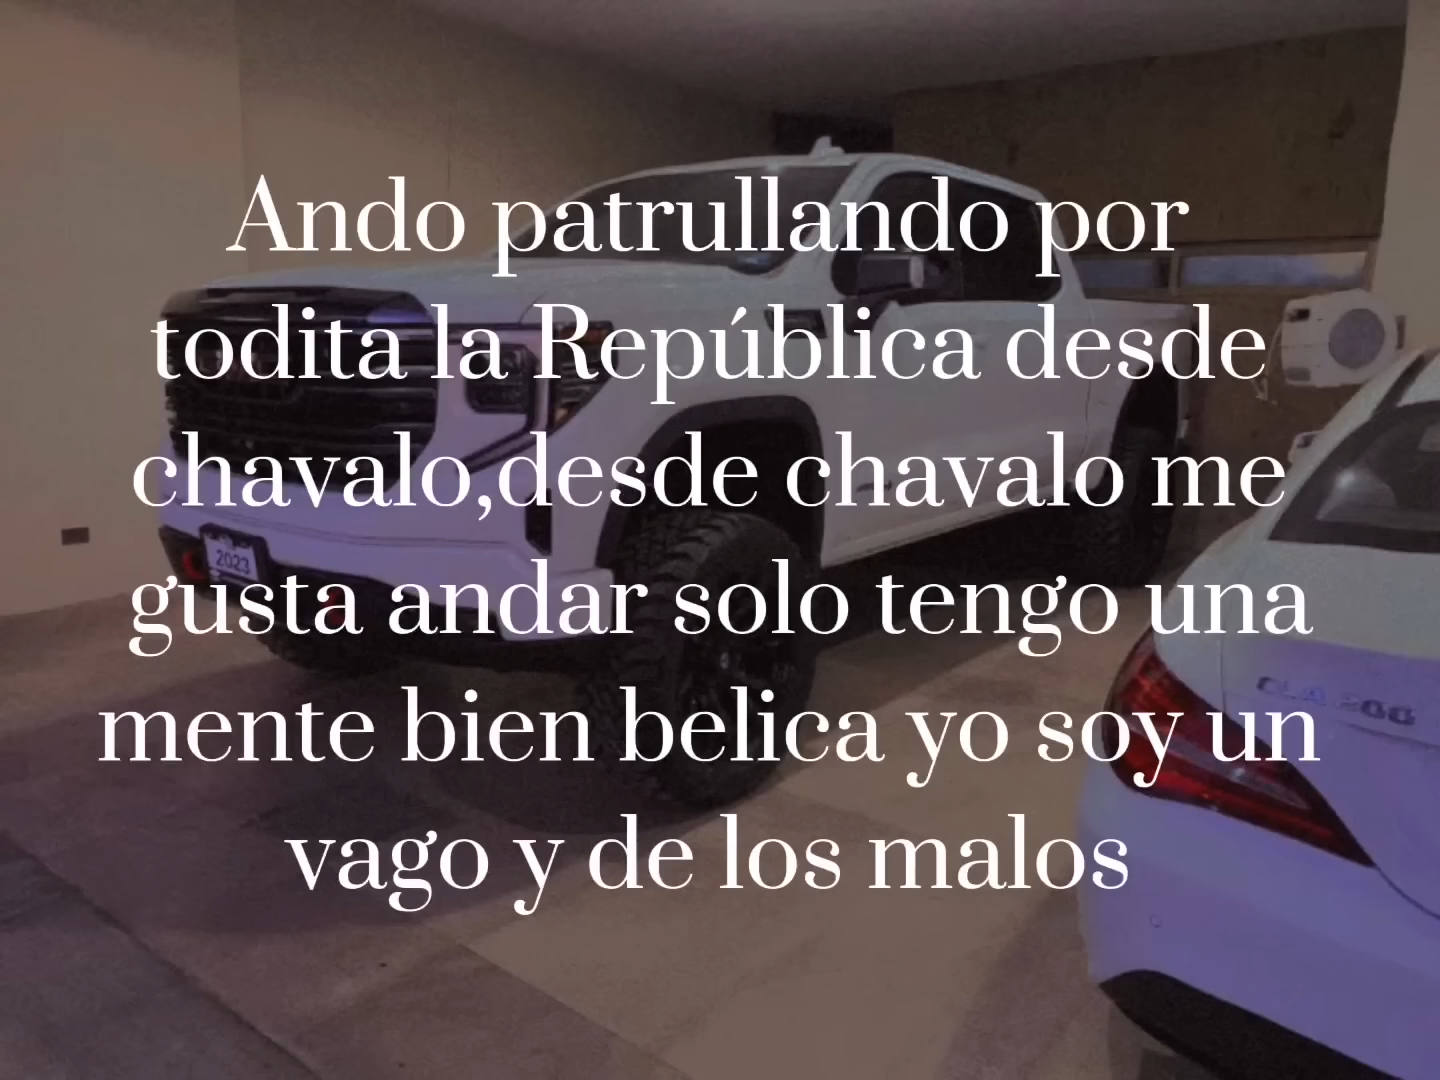 Ando patrullando por
todita la República desde
chavalo,desde chavalo me
gusta andar solo tengo una
mente bien belica yo soy un
vago y de los malos
2023